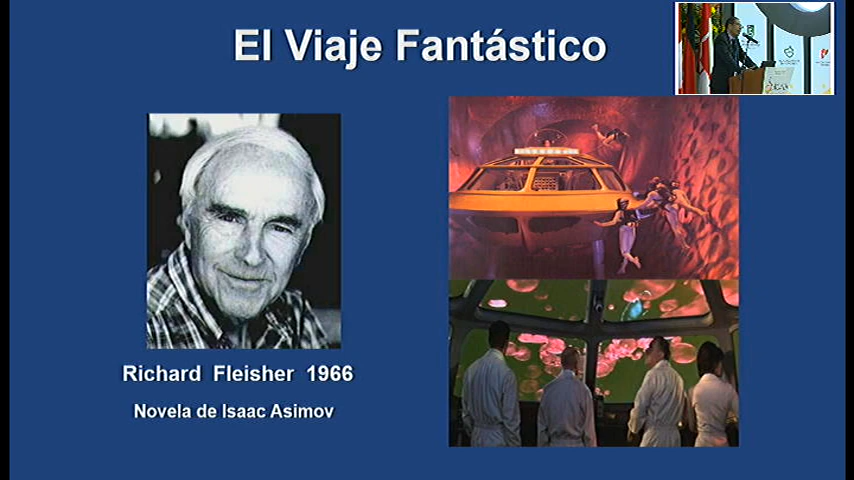 El Viaje Fantástico
Richard Fleisher 1966
Novela de Isaac Asimov